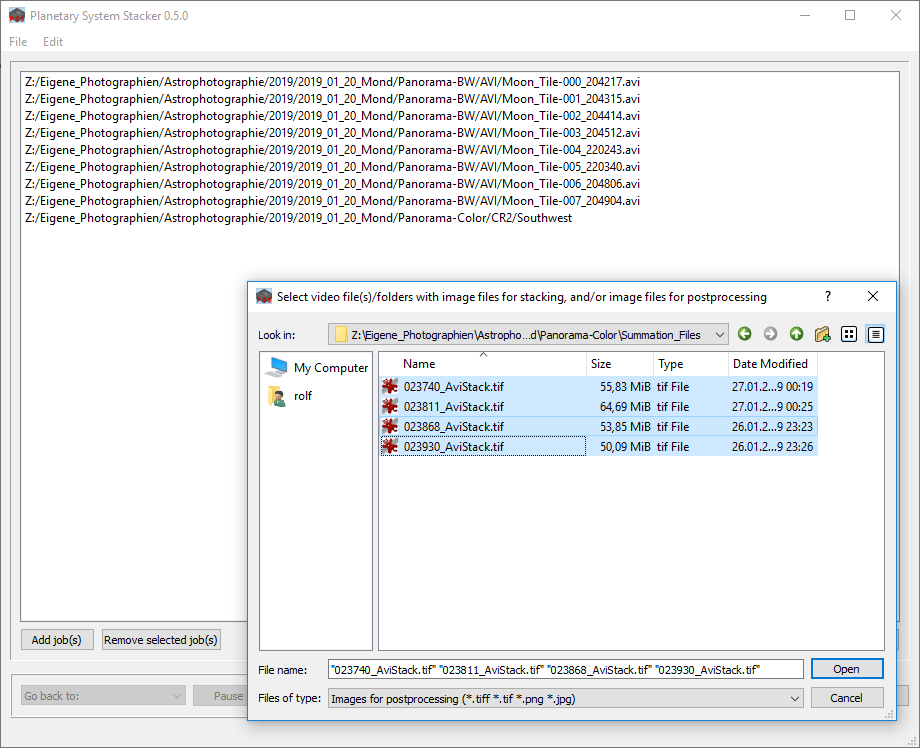 Planetary System Stacker 0.5.0
File Edit
Z:/Eigene_Photographien/Astrophotographie/2019/2019_01_20_Mond/Panorama-BW/AVI/Moon_Tile-000_204217.avi
Z:/Eigene_Photographien/Astrophotographie/2019/2019_01_20_Mond/Panorama-BW/AVI/Moon_Tile-001_204315.avi
Z:/Eigene_Photographien/Astrophotographie/2019/2019_01_20_Mond/Panorama-BW/AVI/Moon_Tile-002_204414.avi
Z:/Eigene_Photographien/Astrophotographie/2019/2019_01_20_Mond/Panorama-BW/AVI/Moon_Tile-003_204512.avi
Z:/Eigene_Photographien/Astrophotographie/2019/2019_01_20_Mond/Panorama-BW/AVI/Moon_Tile-004_220243.avi
Z:/Eigene_Photographien/Astrophotographie/2019/2019_01_20_Mond/Panorama-BW/AVI/Moon_Tile-005_220340.avi
Z:/Eigene_Photographien/Astrophotographie/2019/2019_01_20_Mond/Panorama-BW/AVI/Moon_Tile-006_204806.avi
Z:/Eigene_Photographien/Astrophotographie/2019/2019_01_20_Mond/Panorama-BW/AVI/Moon_Tile-007_204904.avi
Z:/Eigene_Photographien/Astrophotographie/2019/2019_01_20_Mond/Panorama-Color/CR2/Southwest
Select video file(s)/folders with image files for stacking, and/or image files for postprocessing
Look in: Z:\Eigene_Photographien\Astropho...d\Panorama-Color\Summation_Files
My Computer
rolf
Name Size Type Date Modified
023740_AviStack.tif 55,83 MiB tif File 27.01.2...9 00:19
023811_AviStack.tif 64,69 MiB tif File 27.01.2...9 00:25
023868_AviStack.tif 53,85 MiB tif File 26.01.2...9 23:23
023930_AviStack.tif 50,09 MiB tif File 26.01.2...9 23:26
File name: "023740_AviStack.tif" "023811_AviStack.tif" "023868_AviStack.tif" "023930_AviStack.tif" Open
Files of type: Images for postprocessing (*.tiff *.tif *.png *.jpg) Cancel
Add job(s) Remove selected job(s)
Go back to: Pause